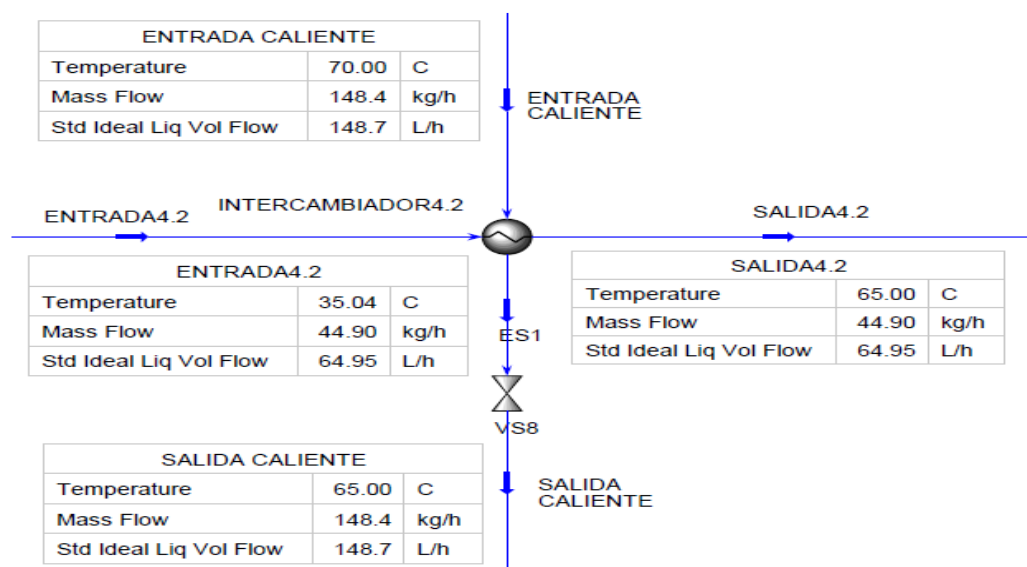 ENTRADA CALIENTE
Temperature 70.00 C
Mass Flow 148.4 kg/h
Std Ideal Liq Vol Flow 148.7 L/h
ENTRADA
CALIENTE
ENTRADA4.2
INTERCAMBIADOR4.2
SALIDA4.2
ENTRADA4.2
Temperature 35.04 C
Mass Flow 44.90 kg/h
Std Ideal Liq Vol Flow 64.95 L/h
SALIDA4.2
Temperature 65.00 C
Mass Flow 44.90 kg/h
Std Ideal Liq Vol Flow 64.95 L/h
ES1
VS8
SALIDA CALIENTE
Temperature 65.00 C
Mass Flow 148.4 kg/h
Std Ideal Liq Vol Flow 148.7 L/h
SALIDA
CALIENTE